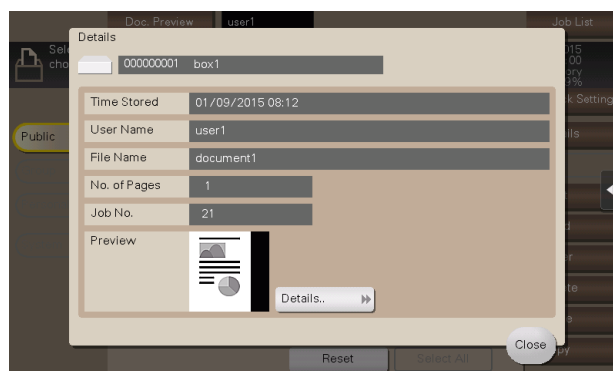 Doc. Preview user1 Job List
Details
000000001 box1
Time Stored 01/09/2015 08:12
User Name user1
File Name document1
No. of Pages 1
Job No. 21
Preview
Details..
Close
Public
Reset Select All